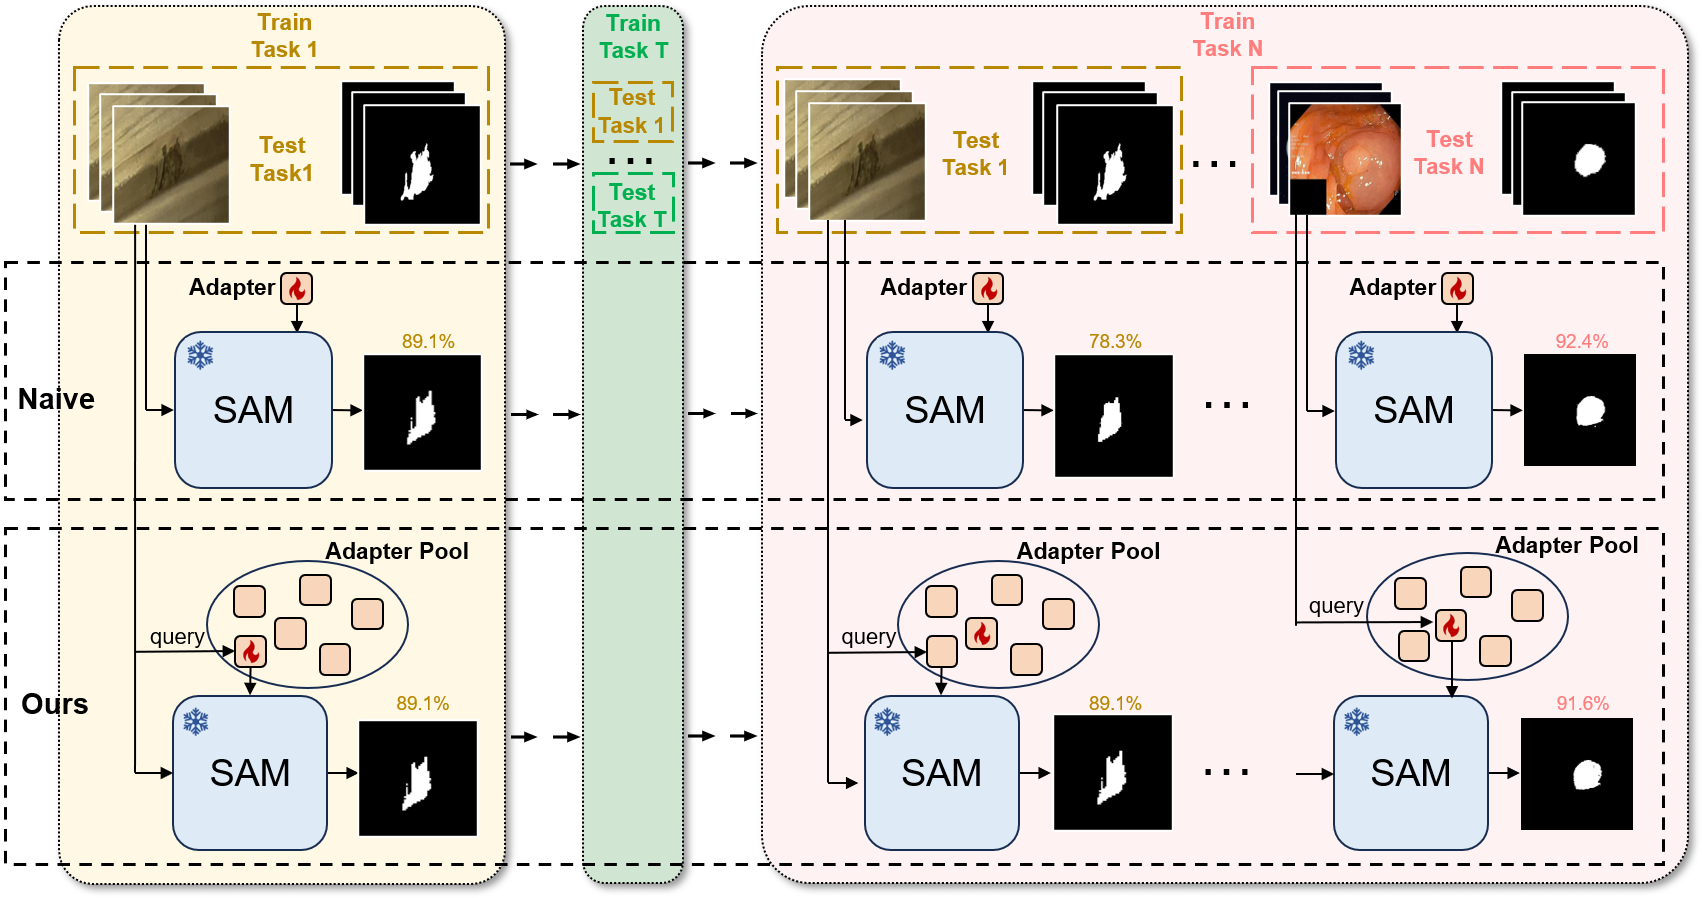 Train
Task 1
Test
Task1
Train
Task T
Test
Task 1
...
Test
Task T
Train
Task N
Test
Task 1
...
Test
Task N
Naive
Adapter
SAM
89.1%
Adapter
SAM
78.3%
...
Adapter
SAM
92.4%
Ours
Adapter Pool
query
SAM
89.1%
Adapter Pool
query
SAM
89.1%
...
Adapter Pool
query
SAM
91.6%